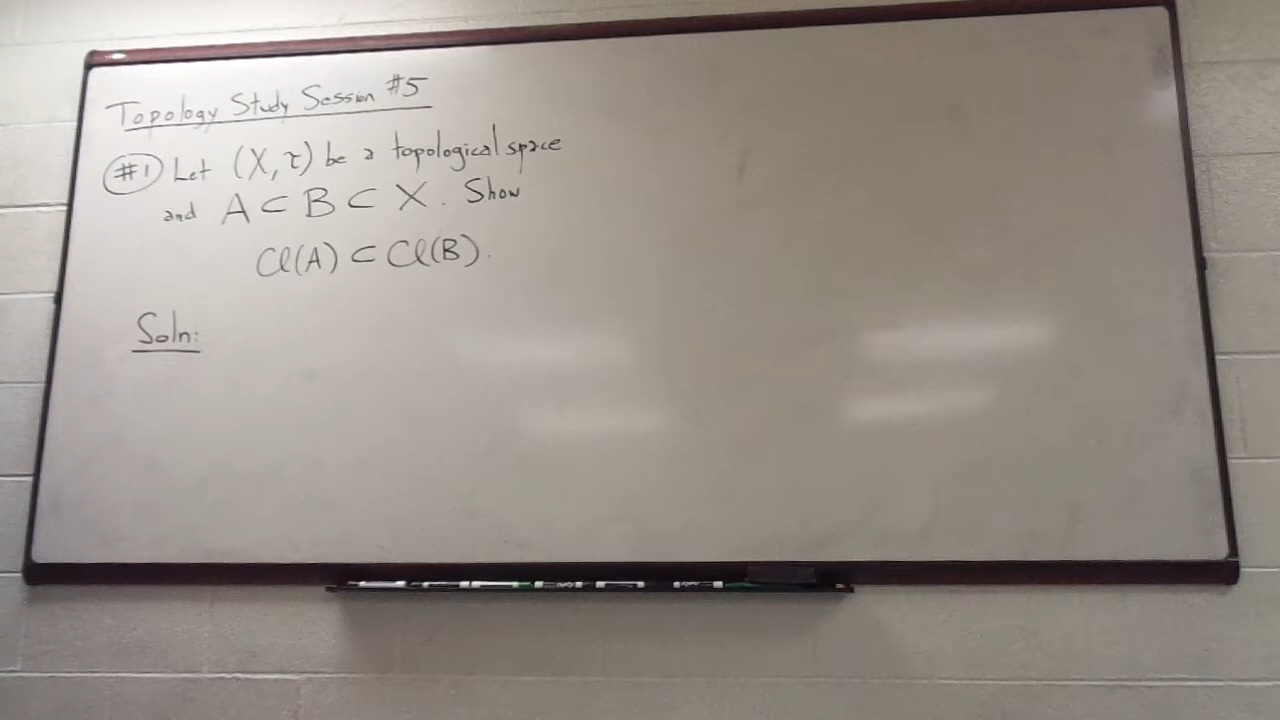 Topology Study Session #5
#1 Let (X, τ) be a topological space
and A ⊂ B ⊂ X. Show
Cl(A) ⊂ Cl(B).
Soln: